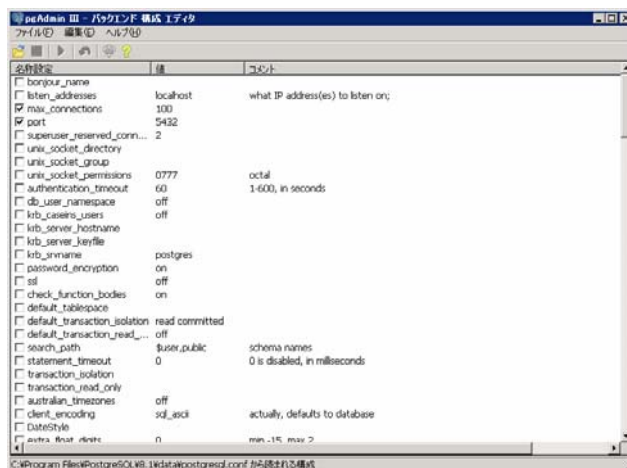 pgAdmin III - バックエンド 構成 エディタ
ファイル(F) 編集(E) ヘルプ(H)
名称設定 値 コメント
bonjour_name
listen_addresses localhost what IP address(es) to listen on;
max_connections 100
port 5432
superuser_reserved_conn... 2
unix_socket_directory
unix_socket_group
unix_socket_permissions 0777 octal
authentication_timeout 60 1-600, in seconds
db_user_namespace off
krb_caseins_users off
krb_server_hostname
krb_server_keyfile
krb_srvname postgres
password_encryption on
ssl off
check_function_bodies on
default_tablespace
default_transaction_isolation read committed
default_transaction_read_... off
search_path $user,public schema names
statement_timeout 0 0 is disabled, in milliseconds
transaction_isolation
transaction_read_only
australian_timezones off
client_encoding sql_ascii actually, defaults to database
DateStyle
extra_float_digits 0 min -15, max 2
C:¥Program Files¥PostgreSQL¥8.1¥data¥postgresql.conf から読まれる構成